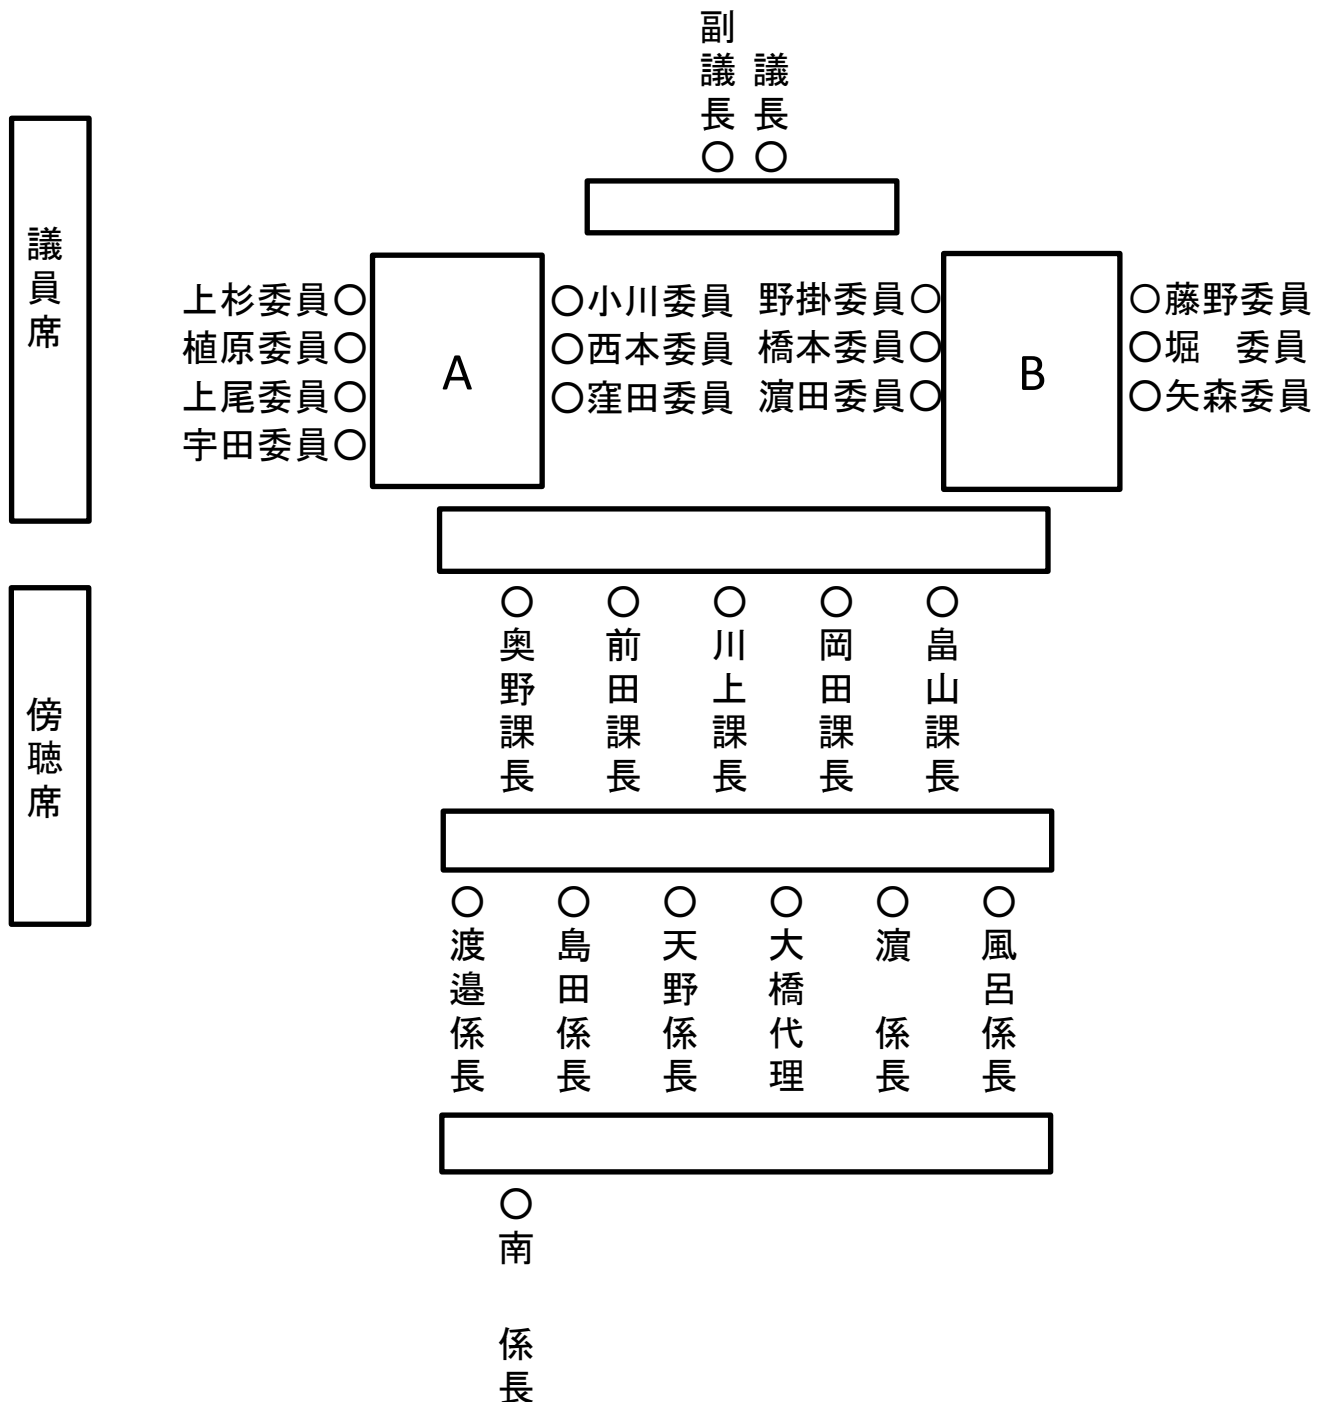 副議長○
議長○
議員席
上杉委員○
植原委員○
上尾委員○
宇田委員○
A
○小川委員
○西本委員
○窪田委員
野掛委員○
橋本委員○
濵田委員○
B
○藤野委員
○堀　委員
○矢森委員
○奥野課長
○前田課長
○川上課長
○岡田課長
○畠山課長
傍聴席
○渡邉係長
○島田係長
○天野係長
○大橋代理
○濵　係長
○風呂係長
○南　係長